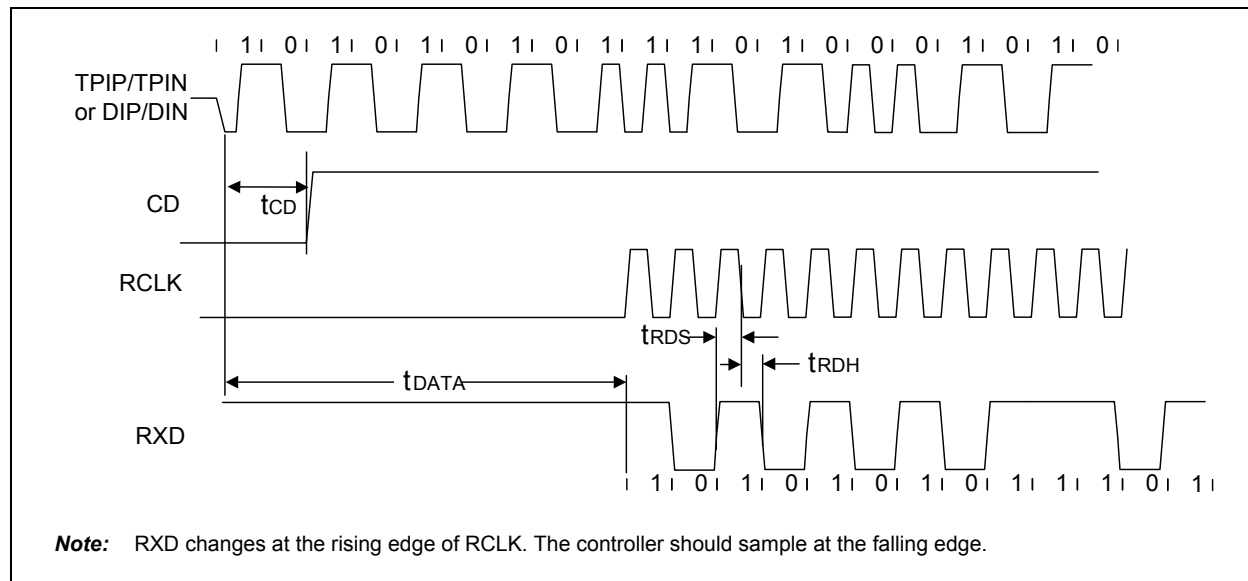 1 0 1 0 1 0 1 0 1 1 1 0 1 0 0 0 1 0 1 0
TPIP/TPIN
or DIP/DIN
tCD
CD
RCLK
tRDS
tRDH
tDATA
RXD
1 0 1 0 1 0 1 0 1 1 1 0 1
Note: RXD changes at the rising edge of RCLK. The controller should sample at the falling edge.